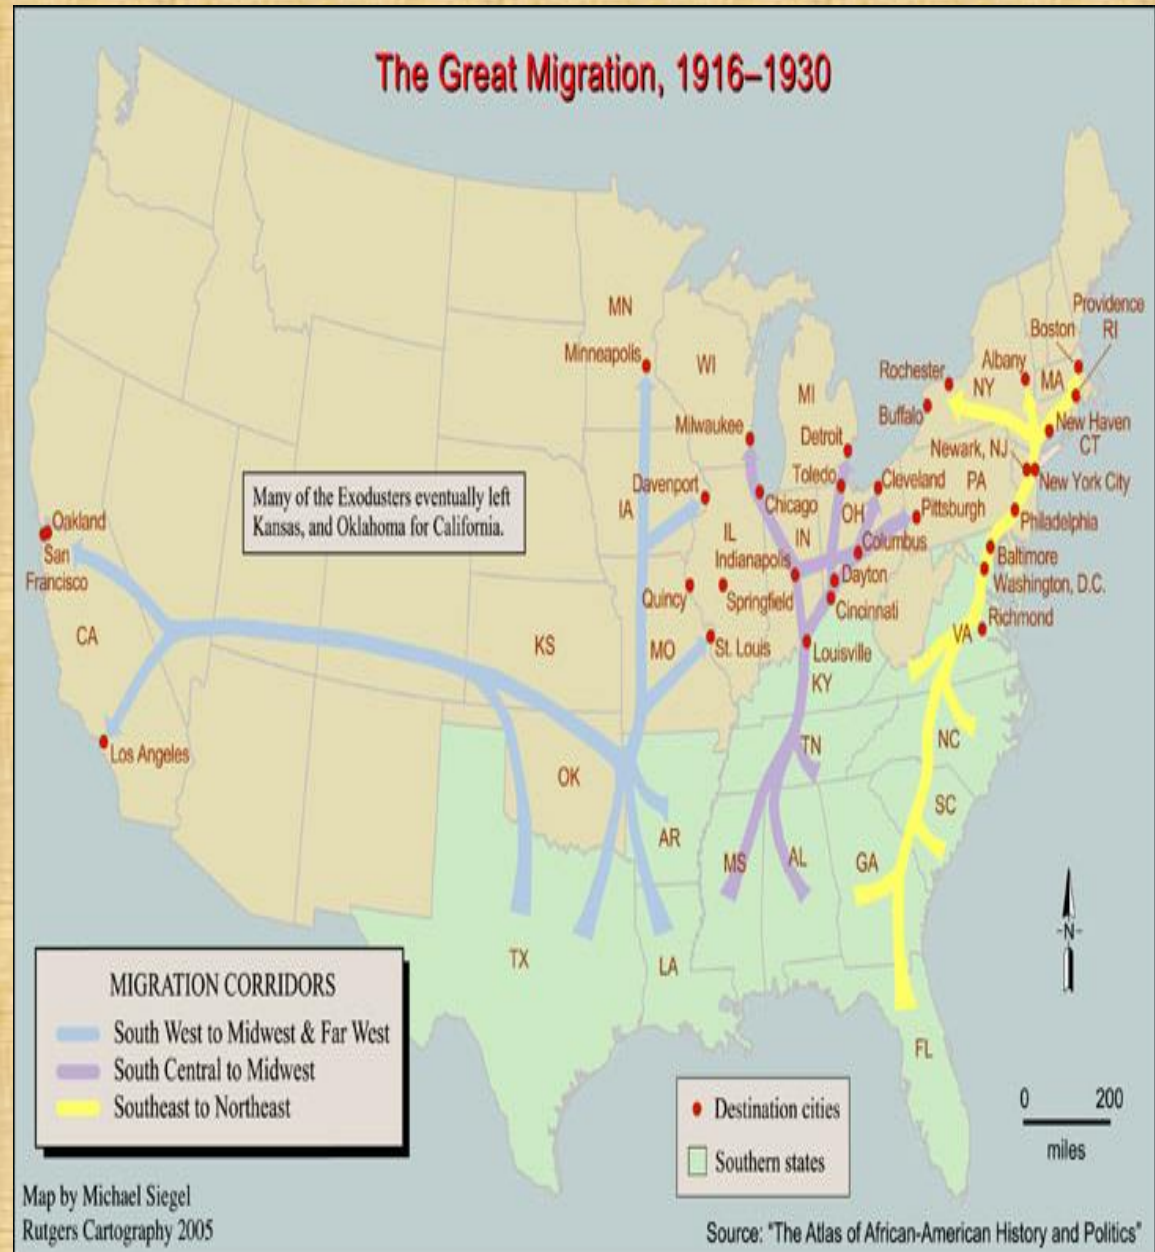 The Great Migration, 1916–1930
MN
Minneapolis
WI
MI
Milwaukee
Detroit
Rochester
Buffalo
Albany
NY
Boston
Providence
RI
MA
New Haven
CT
Newark, NJ
New York City
PA
Philadelphia
Baltimore
Washington, D.C.
Richmond
VA
Many of the Exodusters eventually left
Kansas, and Oklahoma for California.
Davenport
IA
IL
Chicago
Toledo
Cleveland
OH
IN
Pittsburgh
Columbus
Indianapolis
Dayton
Quincy
Springfield
Cincinnati
Oakland
San
Francisco
CA
Los Angeles
KS
MO
St. Louis
Louisville
KY
TN
NC
SC
OK
AR
MS
AL
GA
TX
LA
FL
-N-
MIGRATION CORRIDORS
South West to Midwest & Far West
South Central to Midwest
Southeast to Northeast
Destination cities
Southern states
0 200
miles
Map by Michael Siegel
Rutgers Cartography 2005
Source: "The Atlas of African-American History and Politics"